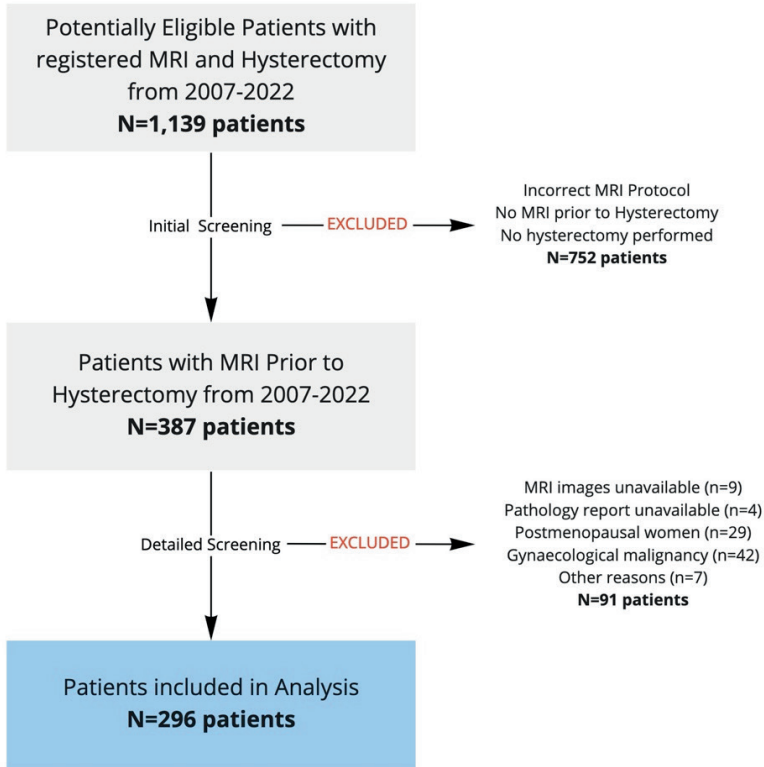 Potentially Eligible Patients with
registered MRI and Hysterectomy
from 2007-2022
N=1,139 patients
Initial Screening
EXCLUDED
Incorrect MRI Protocol
No MRI prior to Hysterectomy
No hysterectomy performed
N=752 patients
Patients with MRI Prior to
Hysterectomy from 2007-2022
N=387 patients
Detailed Screening
EXCLUDED
MRI images unavailable (n=9)
Pathology report unavailable (n=4)
Postmenopausal women (n=29)
Gynaecological malignancy (n=42)
Other reasons (n=7)
N=91 patients
Patients included in Analysis
N=296 patients